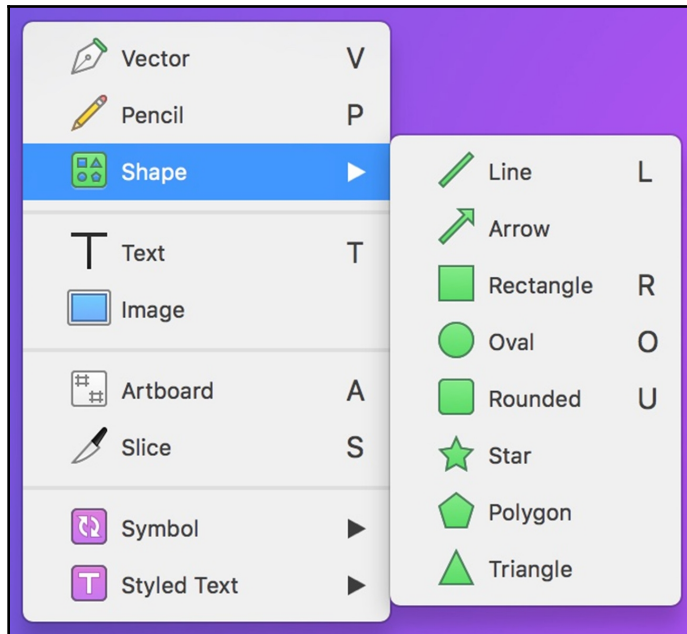 Vector V
Pencil P
Shape
Text T
Image
Artboard A
Slice S
Symbol
Styled Text
Line L
Arrow
Rectangle R
Oval O
Rounded U
Star
Polygon
Triangle